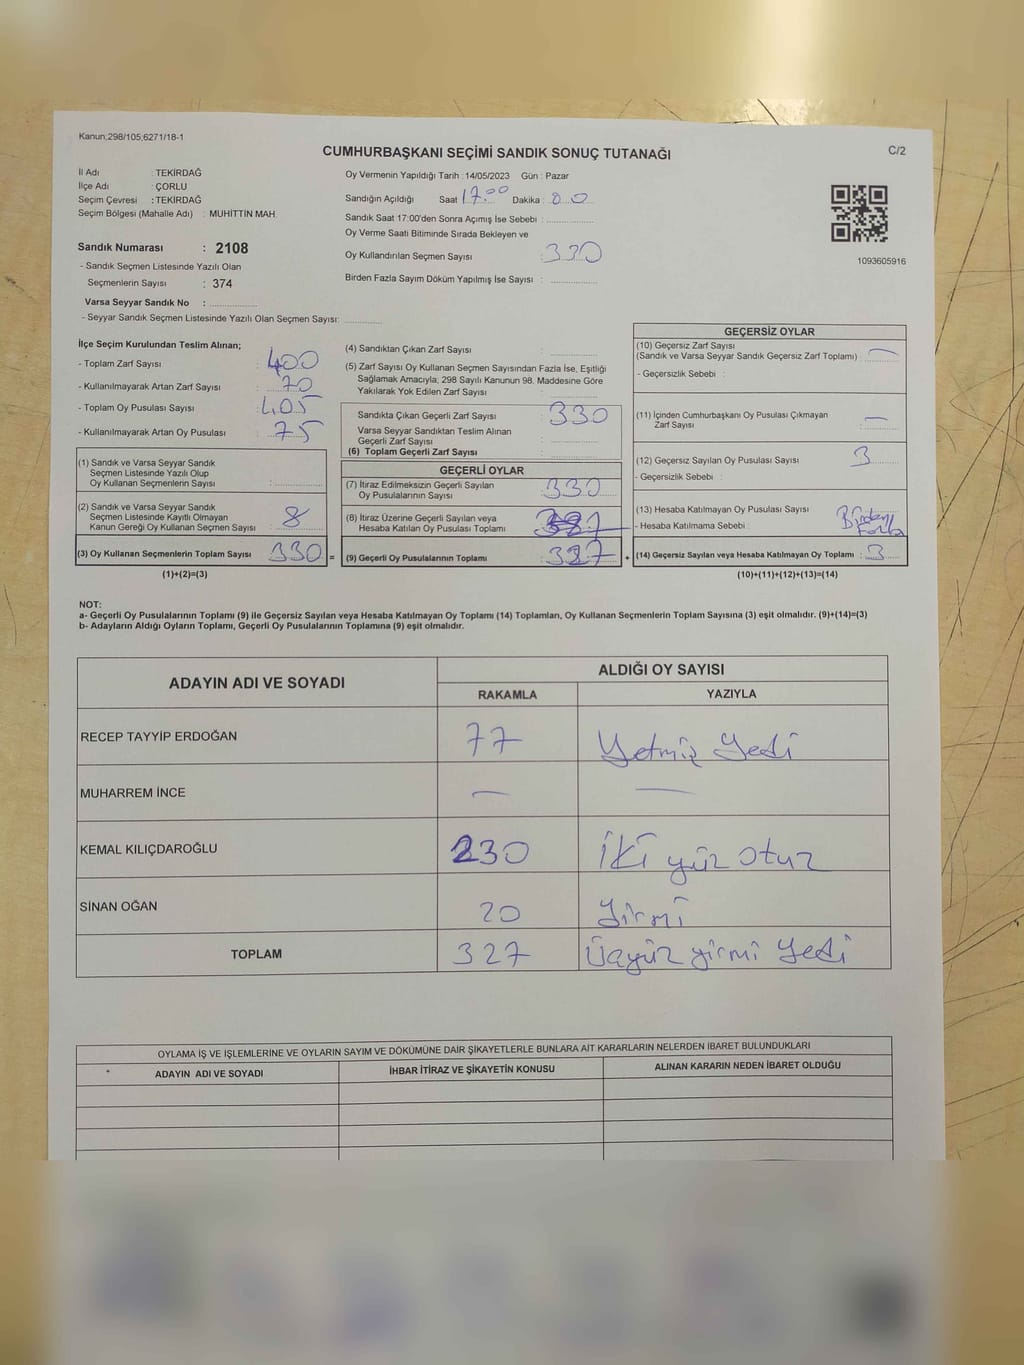 Kanun;298/105,6271/18-1
CUMHURBAŞKANI SEÇİMİ SANDIK SONUÇ TUTANAĞI
C/2
İl Adı : TEKİRDAĞ
İlçe Adı : ÇORLU
Seçim Çevresi : TEKİRDAĞ
Seçim Bölgesi (Mahalle Adı) : MUHİTTİN MAH.
Sandık Numarası : 2108
- Sandık Seçmen Listesinde Yazılı Olan
Seçmenlerin Sayısı : 374
Varsa Seyyar Sandık No :
- Seyyar Sandık Seçmen Listesinde Yazılı Olan Seçmen Sayısı:
Oy Vermenin Yapıldığı Tarih :14/05/2023 Gün : Pazar
Sandığın Açıldığı Saat 17.00 Dakika : 00
Sandık Saat 17:00'den Sonra Açımış İse Sebebi :
Oy Verme Saati Bitiminde Sırada Bekleyen ve
Oy Kullandırılan Seçmen Sayısı : 330
Birden Fazla Sayım Döküm Yapılmış İse Sayısı :
1093605916
İlçe Seçim Kurulundan Teslim Alınan;
- Toplam Zarf Sayısı : 400
- Kullanılmayarak Artan Zarf Sayısı : 70
- Toplam Oy Pusulası Sayısı : 405
- Kullanılmayarak Artan Oy Pusulası : 75
(1) Sandık ve Varsa Seyyar Sandık
Seçmen Listesinde Yazılı Olup
Oy Kullanan Seçmenlerin Sayısı :
(2) Sandık ve Varsa Seyyar Sandık
Seçmen Listesinde Kayıtlı Olmayan
Kanun Gereği Oy Kullanan Seçmen Sayısı : 8
(3) Oy Kullanan Seçmenlerin Toplam Sayısı : 330 =
(1)+(2)=(3)
(4) Sandıktan Çıkan Zarf Sayısı :
(5) Zarf Sayısı Oy Kullanan Seçmen Sayısından Fazla İse, Eşitliği
Sağlamak Amacıyla, 298 Sayılı Kanunun 98. Maddesine Göre
Yakılarak Yok Edilen Zarf Sayısı :
Sandıkta Çıkan Geçerli Zarf Sayısı : 330
Varsa Seyyar Sandıktan Teslim Alınan
Geçerli Zarf Sayısı :
(6) Toplam Geçerli Zarf Sayısı :
GEÇERLİ OYLAR
(7) İtiraz Edilmeksizin Geçerli Sayılan
Oy Pusulalarının Sayısı : 330
(8) İtiraz Üzerine Geçerli Sayılan veya
Hesaba Katılan Oy Pusulası Toplamı :
(9) Geçerli Oy Pusulalarının Toplamı : 327 +
GEÇERSİZ OYLAR
(10) Geçersiz Zarf Sayısı
(Sandık ve Varsa Seyyar Sandık Geçersiz Zarf Toplamı) : —
- Geçersizlik Sebebi :
(11) İçinden Cumhurbaşkanı Oy Pusulası Çıkmayan
Zarf Sayısı : —
(12) Geçersiz Sayılan Oy Pusulası Sayısı : 3
- Geçersizlik Sebebi :
(13) Hesaba Katılmayan Oy Pusulası Sayısı :
- Hesaba Katılmama Sebebi : Birden Fazla
(14) Geçersiz Sayılan veya Hesaba Katılmayan Oy Toplamı : 3
(10)+(11)+(12)+(13)=(14)
NOT:
a- Geçerli Oy Pusulalarının Toplamı (9) ile Geçersiz Sayılan veya Hesaba Katılmayan Oy Toplamı (14) Toplamları, Oy Kullanan Seçmenlerin Toplam Sayısına (3) eşit olmalıdır. (9)+(14)=(3)
b- Adayların Aldığı Oyların Toplamı, Geçerli Oy Pusulalarının Toplamına (9) eşit olmalıdır.
ADAYIN ADI VE SOYADI
ALDIĞI OY SAYISI
RAKAMLA YAZIYLA
RECEP TAYYİP ERDOĞAN 77 Yetmiş Yedi
MUHARREM İNCE — —
KEMAL KILIÇDAROĞLU 230 İki yüz otuz
SİNAN OĞAN 20 Yirmi
TOPLAM 327 Üçyüz yirmi Yedi
OYLAMA İŞ VE İŞLEMLERİNE VE OYLARIN SAYIM VE DÖKÜMÜNE DAİR ŞİKAYETLERLE BUNLARA AİT KARARLARIN NELERDEN İBARET BULUNDUKLARI
ADAYIN ADI VE SOYADI İHBAR İTİRAZ VE ŞİKAYETİN KONUSU ALINAN KARARIN NEDEN İBARET OLDUĞU